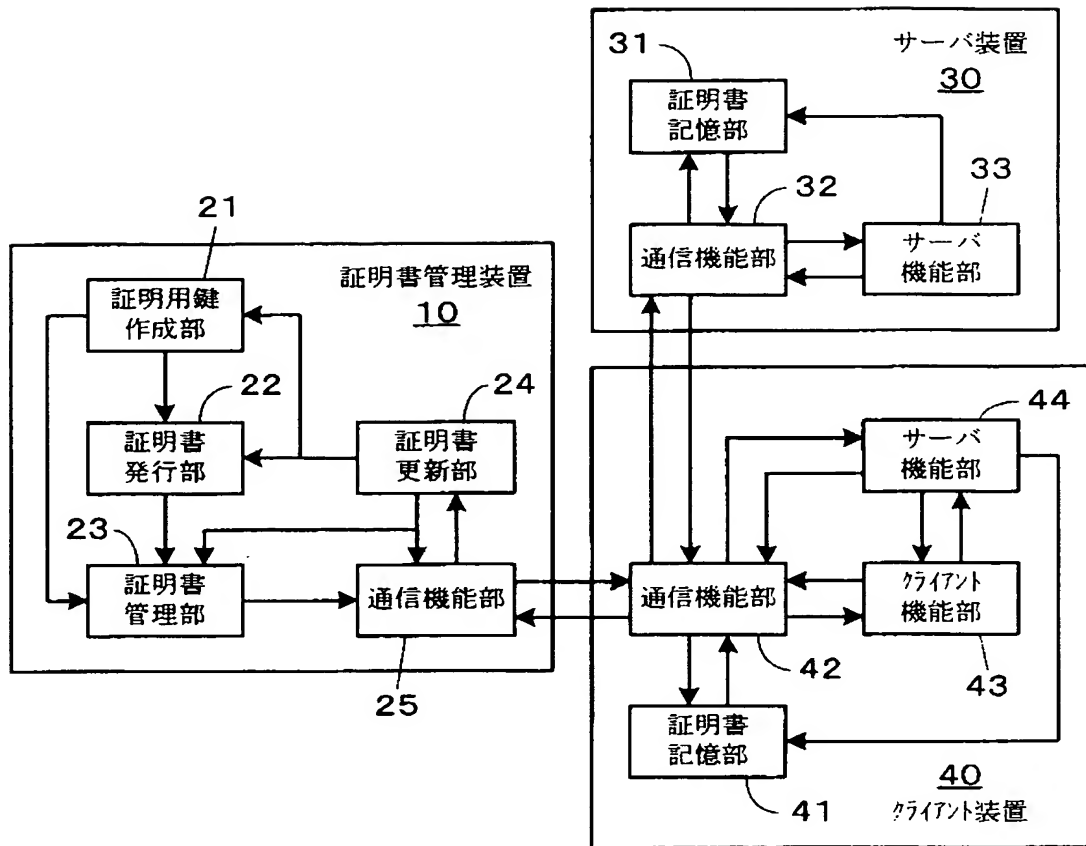 31
サーバ装置
30
証明書
記憶部
32
33
通信機能部
サーバ
機能部
21
証明書管理装置
10
証明用鍵
作成部
22
24
証明書
発行部
証明書
更新部
23
証明書
管理部
通信機能部
25
44
サーバ
機能部
通信機能部
42
クライアント
機能部
43
証明書
記憶部
41
40
クライアント装置